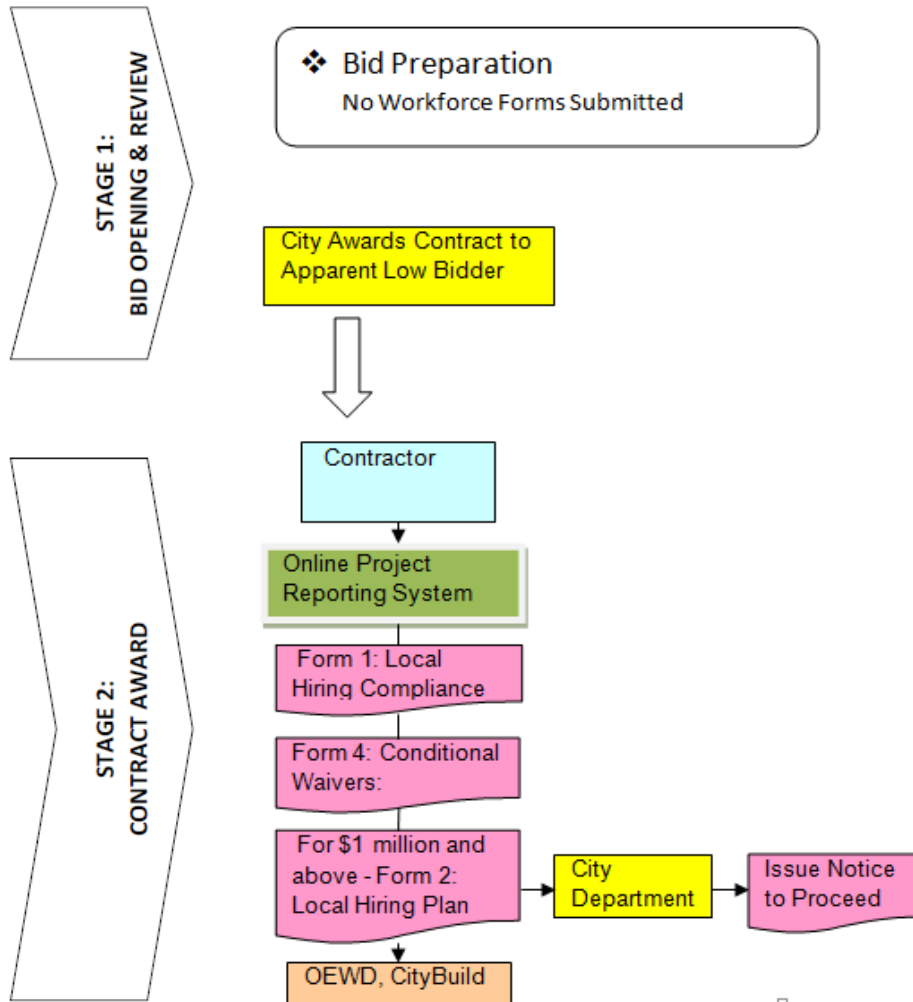 STAGE 1:
BID OPENING & REVIEW
❖ Bid Preparation
No Workforce Forms Submitted
City Awards Contract to
Apparent Low Bidder
STAGE 2:
CONTRACT AWARD
Contractor
Online Project
Reporting System
Form 1: Local
Hiring Compliance
Form 4: Conditional
Waivers:
For $1 million and
above - Form 2:
Local Hiring Plan
City
Department
Issue Notice
to Proceed
OEWD, CityBuild